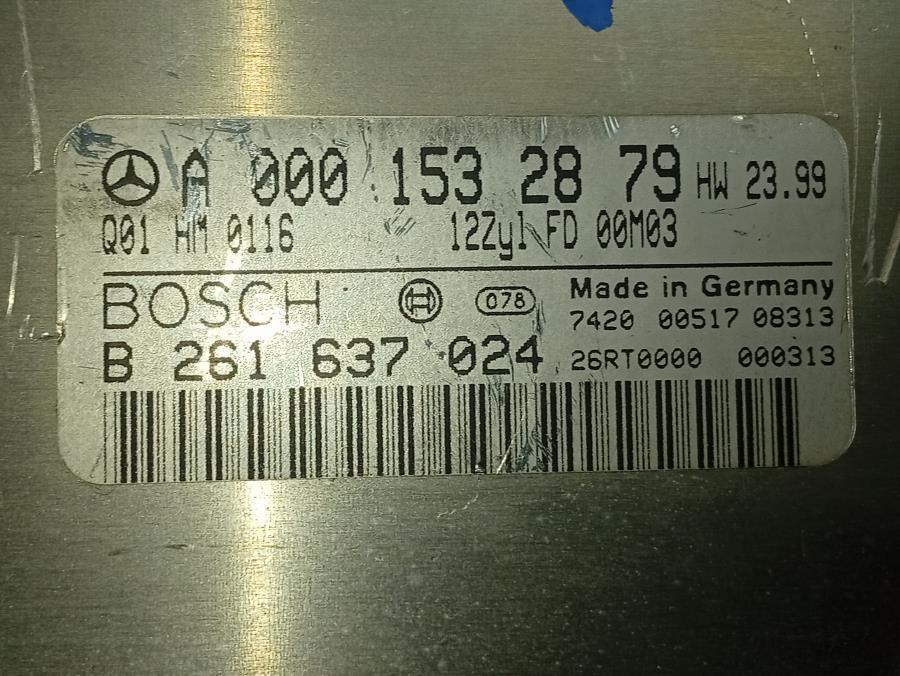 A 000 153 28 79 HW 23.99
Q01 HM 0116 12Zyl FD 00M03
BOSCH 078 Made in Germany
7420 00517 08313
B 261 637 024 26RT0000 000313